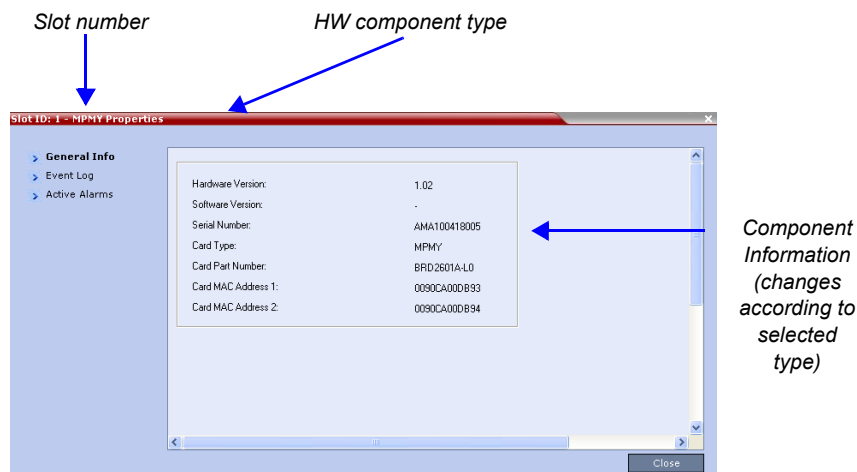 Slot number
HW component type
Slot ID: 1 - MPMY Properties
General Info
Event Log
Active Alarms
Hardware Version: 1.02
Software Version: -
Serial Number: AMA100418005
Card Type: MPMY
Card Part Number: BRD2601A-L0
Card MAC Address 1: 0090CA00DB93
Card MAC Address 2: 0090CA00DB94
Component
Information
(changes
according to
selected
type)
Close